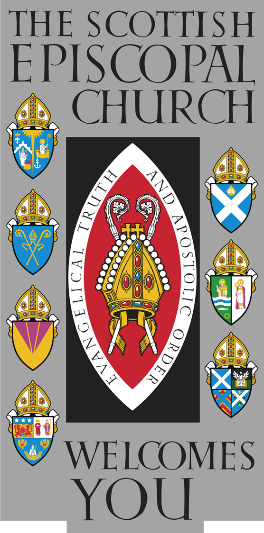 THE SCOTTISH
EPISCOPAL
CHURCH
EVANGELICAL TRUTH
AND APOSTOLIC ORDER
WELCOMES
YOU